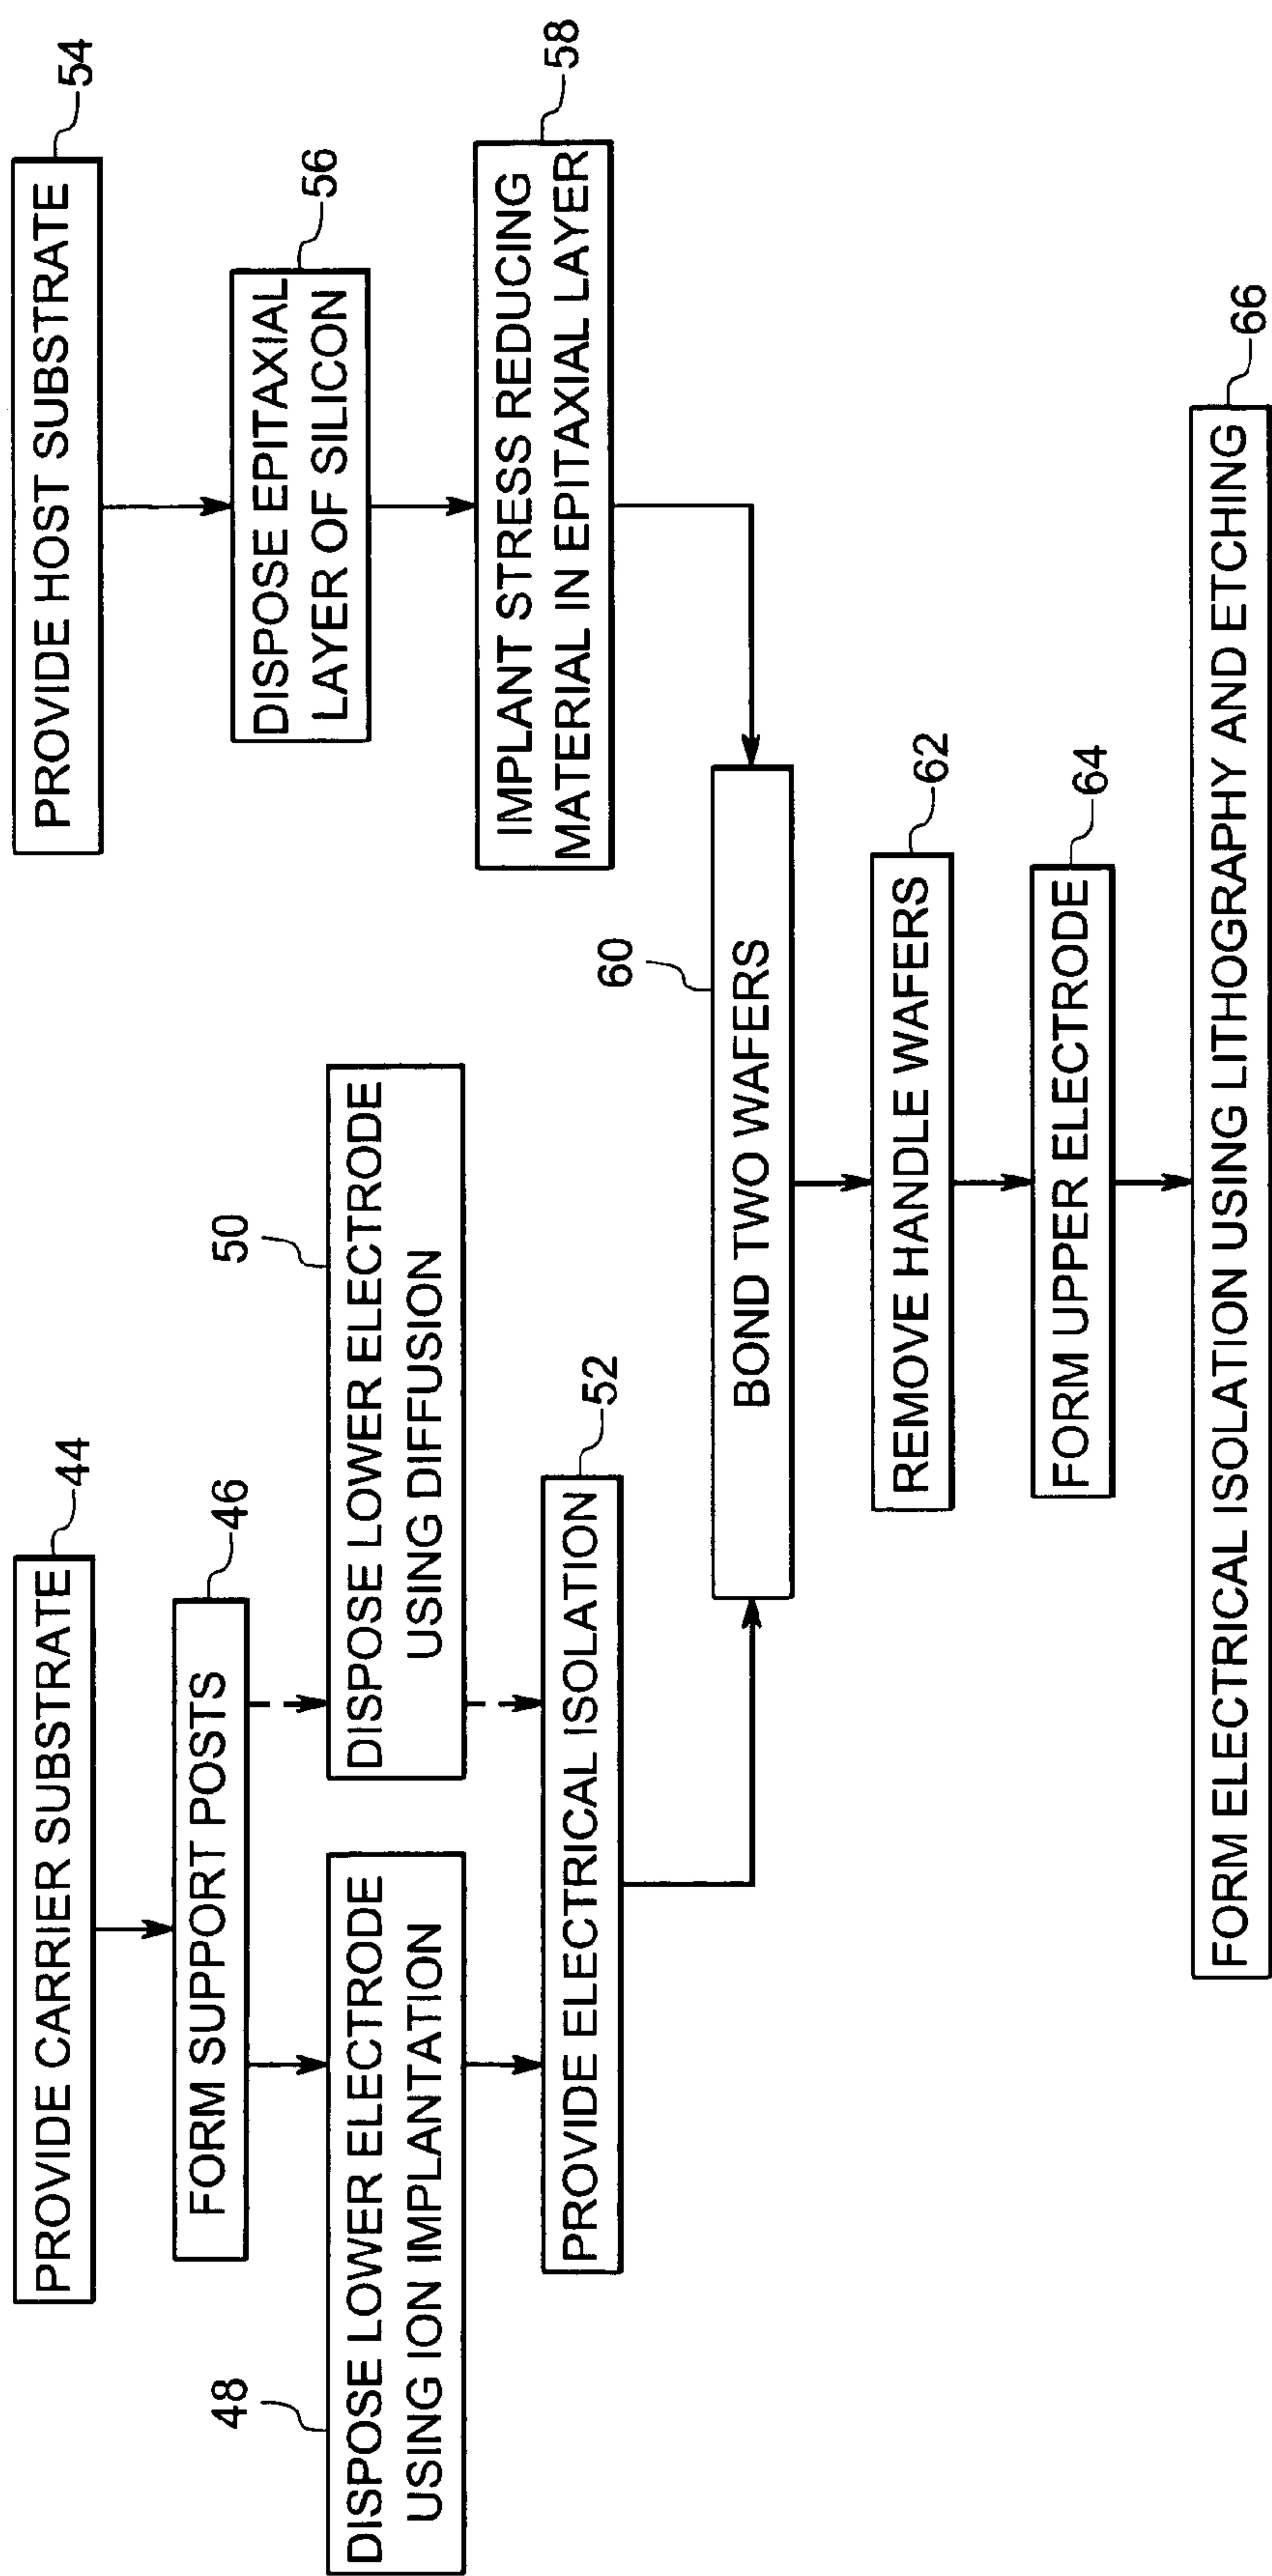 PROVIDE CARRIER SUBSTRATE
44
FORM SUPPORT POSTS
46
48
DISPOSE LOWER ELECTRODE
USING ION IMPLANTATION
50
DISPOSE LOWER ELECTRODE
USING DIFFUSION
PROVIDE ELECTRICAL ISOLATION
52
PROVIDE HOST SUBSTRATE
54
DISPOSE EPITAXIAL
LAYER OF SILICON
56
IMPLANT STRESS REDUCING
MATERIAL IN EPITAXIAL LAYER
58
60
BOND TWO WAFERS
REMOVE HANDLE WAFERS
62
FORM UPPER ELECTRODE
64
FORM ELECTRICAL ISOLATION USING LITHOGRAPHY AND ETCHING
66